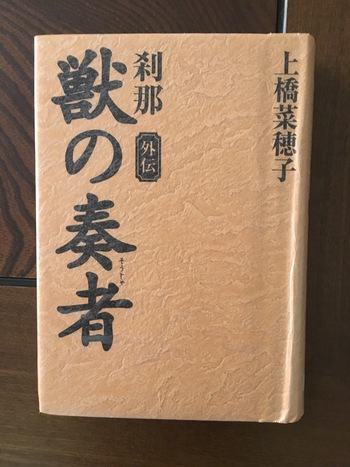 上橋菜穂子
刹那
外伝
獣の奏者
そうじゃ